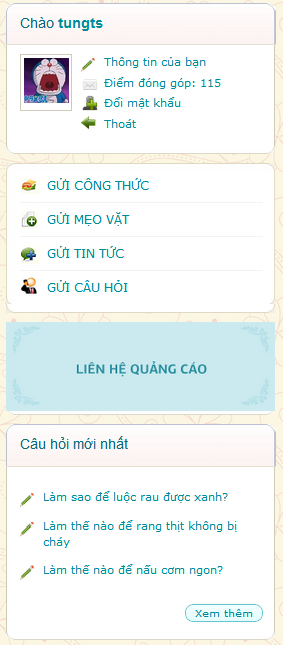 Chào tungts
Thông tin của bạn
Điểm đóng góp: 115
Đổi mật khẩu
Thoát
GỬI CÔNG THỨC
GỬI MẸO VẶT
GỬI TIN TỨC
GỬI CÂU HỎI
LIÊN HỆ QUẢNG CÁO
Câu hỏi mới nhất
Làm sao để luộc rau được xanh?
Làm thế nào để rang thịt không bị
cháy
Làm thế nào để nấu cơm ngon?
Xem thêm